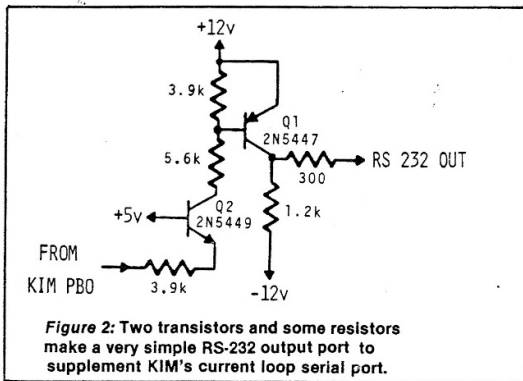 +12v
3.9k
Q1
2N5447
5.6k
RS 232 OUT
300
Q2
+5v
2N5449
1.2k
FROM
KIM PB0
3.9k
-12v
Figure 2: Two transistors and some resistors
make a very simple RS-232 output port to
supplement KIM's current loop serial port.